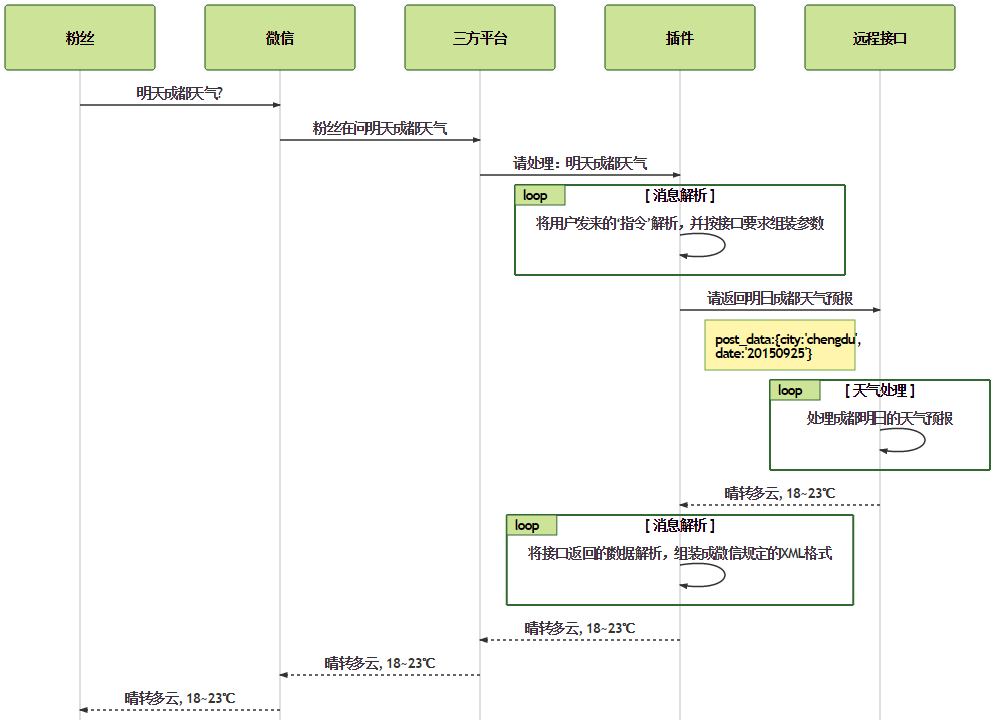 粉丝
微信
三方平台
插件
远程接口
明天成都天气?
粉丝在问明天成都天气
请处理：明天成都天气
loop
[ 消息解析 ]
将用户发来的‘指令’解析，并按接口要求组装参数
请返回明日成都天气预报
post_data:{city:'chengdu',
date:'20150925'}
loop
[ 天气处理 ]
处理成都明日的天气预报
晴转多云, 18~23℃
loop
[ 消息解析 ]
将接口返回的数据解析，组装成微信规定的XML格式
晴转多云, 18~23℃
晴转多云, 18~23℃
晴转多云, 18~23℃